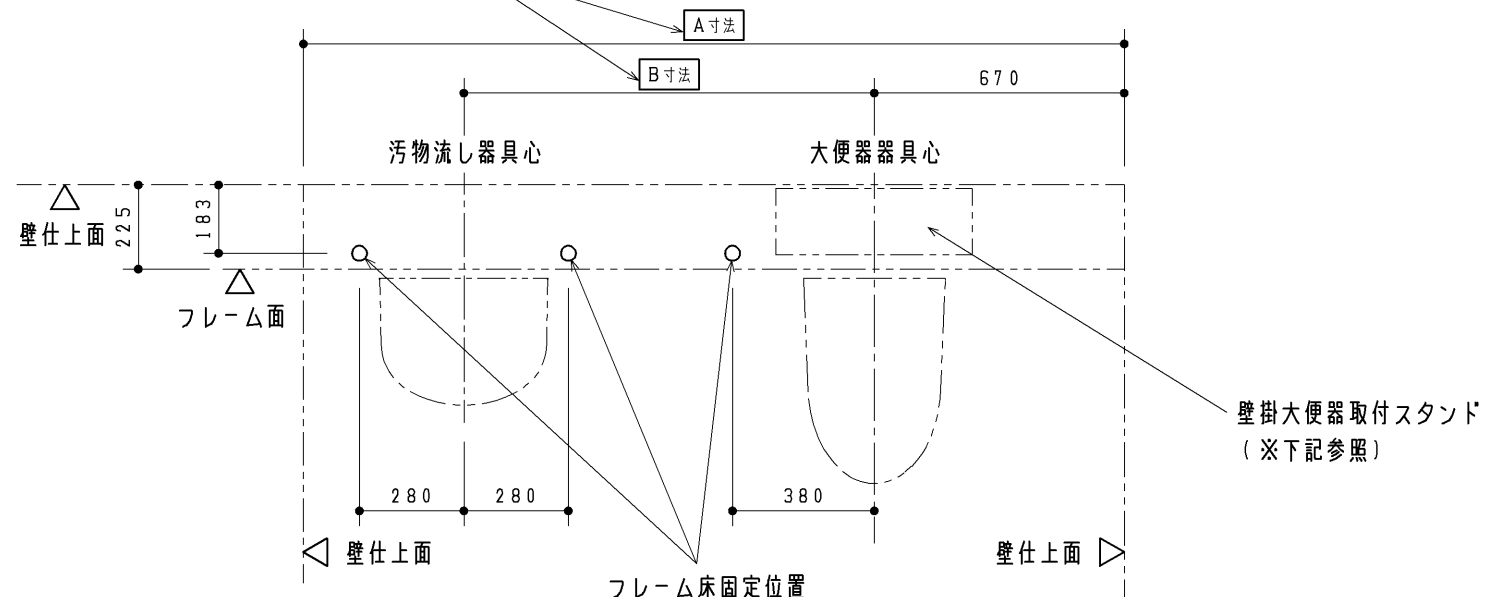 A寸法
B寸法
670
汚物流し器具心
大便器器具心
225
183
壁仕上面
フレーム面
壁掛大便器取付スタンド
(※下記参照)
280
280
380
壁仕上面
壁仕上面
フレーム床固定位置